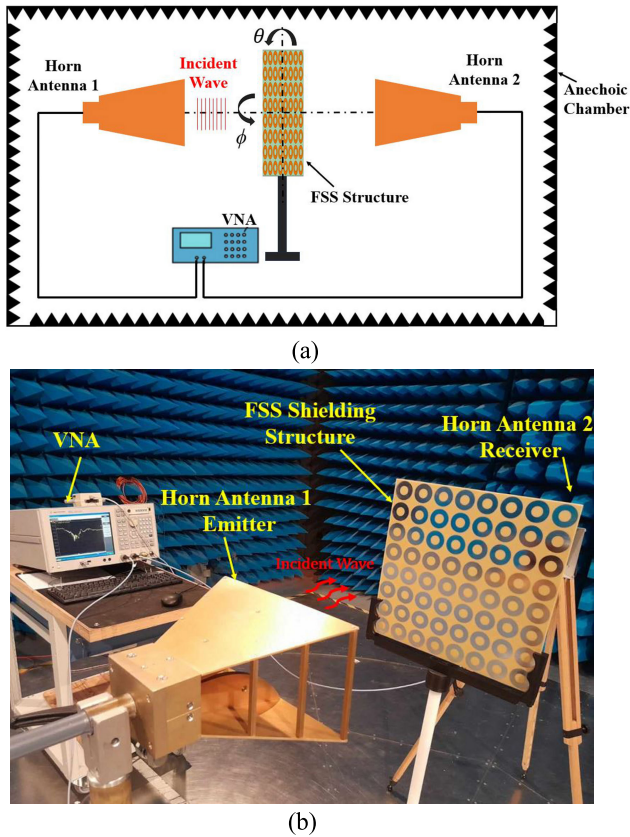 θ
Horn
Antenna 1
Incident
Wave
Horn
Antenna 2
Anechoic
Chamber
ϕ
FSS Structure
VNA
(a)
FSS Shielding
Structure
Horn Antenna 2
Receiver
VNA
Horn Antenna 1
Emitter
Incident Wave
(b)